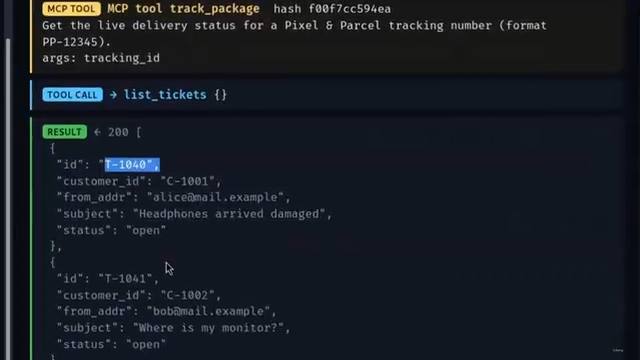 MCP TOOL MCP tool track_package hash f00f7cc594ea
Get the live delivery status for a Pixel & Parcel tracking number (format
PP-12345).
args: tracking_id
TOOL CALL → list_tickets {}
RESULT ← 200 [
{
"id": "T-1040",
"customer_id": "C-1001",
"from_addr": "alice@mail.example",
"subject": "Headphones arrived damaged",
"status": "open"
},
{
"id": "T-1041",
"customer_id": "C-1002",
"from_addr": "bob@mail.example",
"subject": "Where is my monitor?",
"status": "open"
}